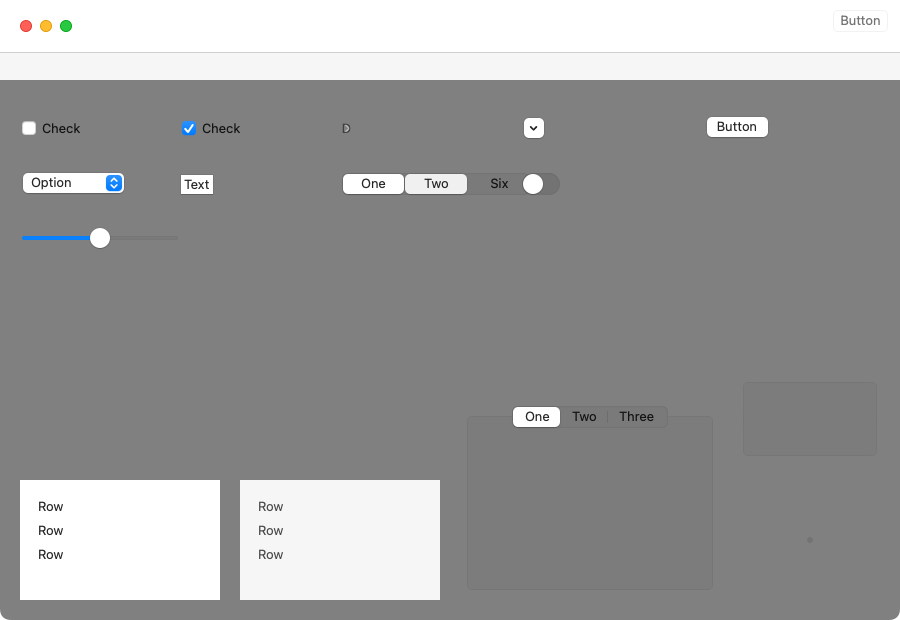 Button
Check
Check
Button
Option
Text
One
Two
Six
One
Two
Three
Row
Row
Row
Row
Row
Row